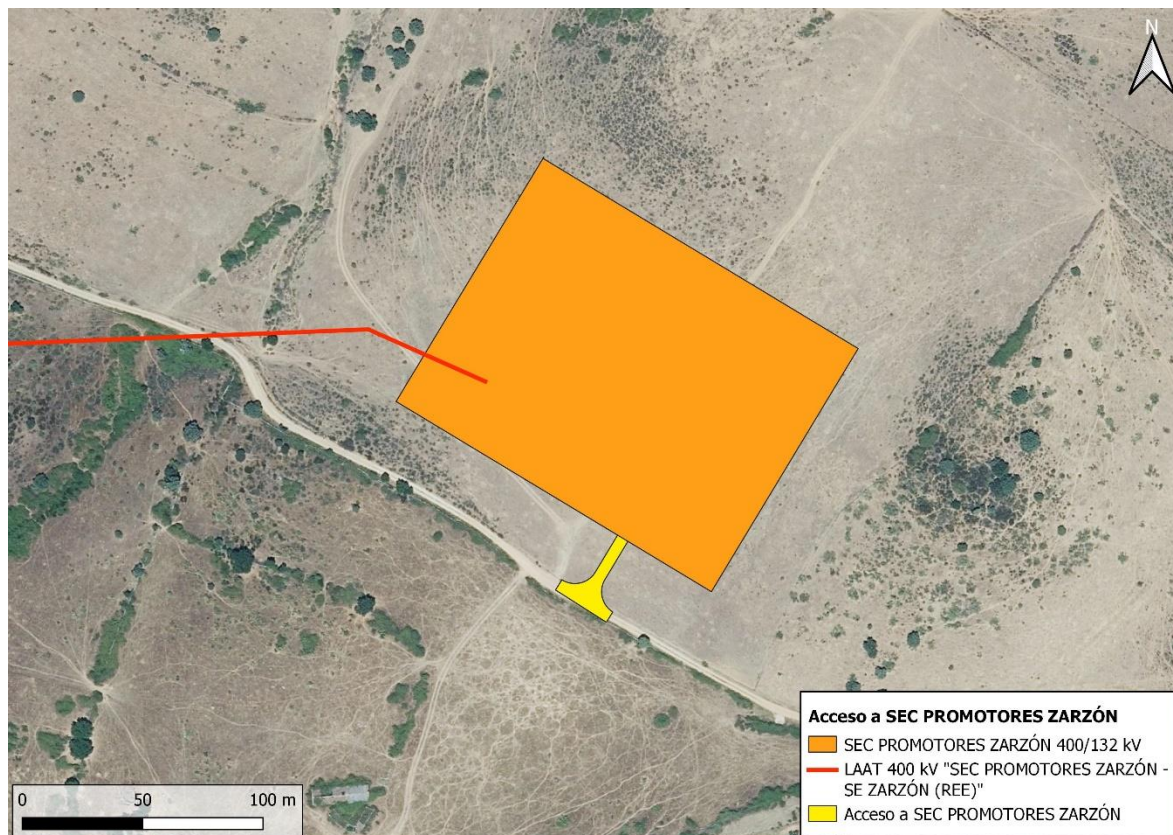 N
0 50 100 m
Acceso a SEC PROMOTORES ZARZÓN
SEC PROMOTORES ZARZÓN 400/132 kV
LAAT 400 kV "SEC PROMOTORES ZARZÓN -
SE ZARZÓN (REE)"
Acceso a SEC PROMOTORES ZARZÓN